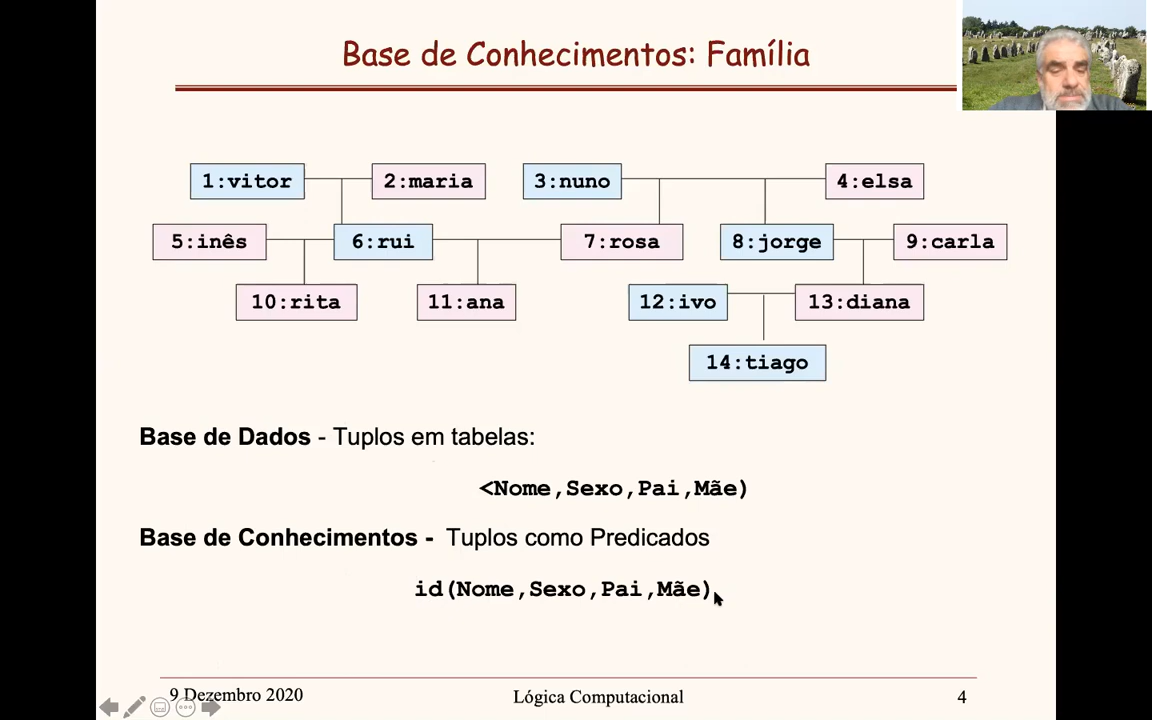 Base de Conhecimentos: Família
1:vitor 2:maria 3:nuno 4:elsa
5:inês 6:rui 7:rosa 8:jorge 9:carla
10:rita 11:ana 12:ivo 13:diana
14:tiago
Base de Dados - Tuplos em tabelas:
<Nome,Sexo,Pai,Mãe)
Base de Conhecimentos - Tuplos como Predicados
id(Nome,Sexo,Pai,Mãe)
9 Dezembro 2020 Lógica Computacional 4